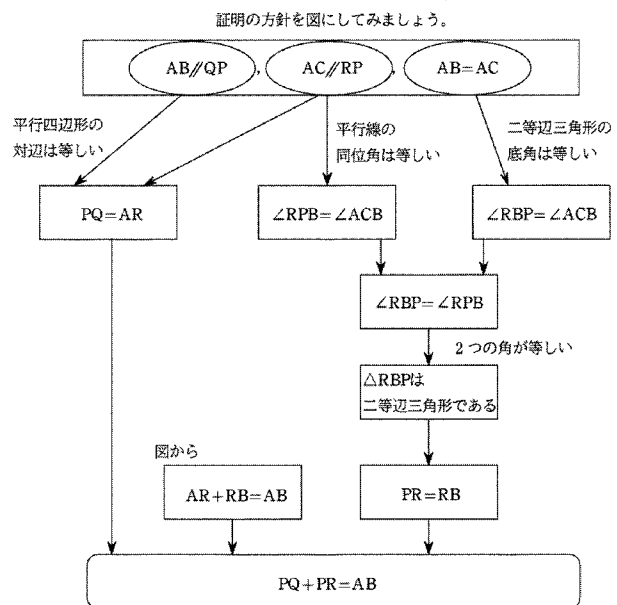 証明の方針を図にしてみましょう。
AB∥QP , AC∥RP , AB=AC
平行四辺形の
対辺は等しい
平行線の
同位角は等しい
二等辺三角形の
底角は等しい
PQ=AR
∠RPB=∠ACB
∠RBP=∠ACB
∠RBP=∠RPB
2つの角が等しい
△RBPは
二等辺三角形である
図から
AR+RB=AB
PR=RB
PQ+PR=AB